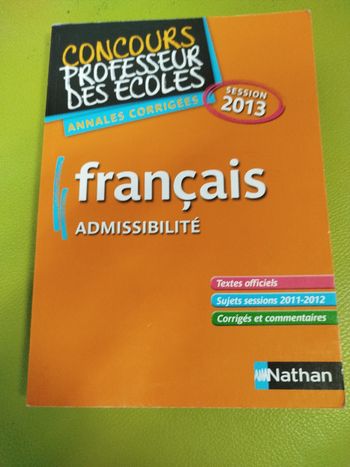 CONCOURS
PROFESSEUR
DES ÉCOLES
ANNALES CORRIGÉES
SESSION
2013
français
ADMISSIBILITÉ
Textes officiels
Sujets sessions 2011-2012
Corrigés et commentaires
Nathan